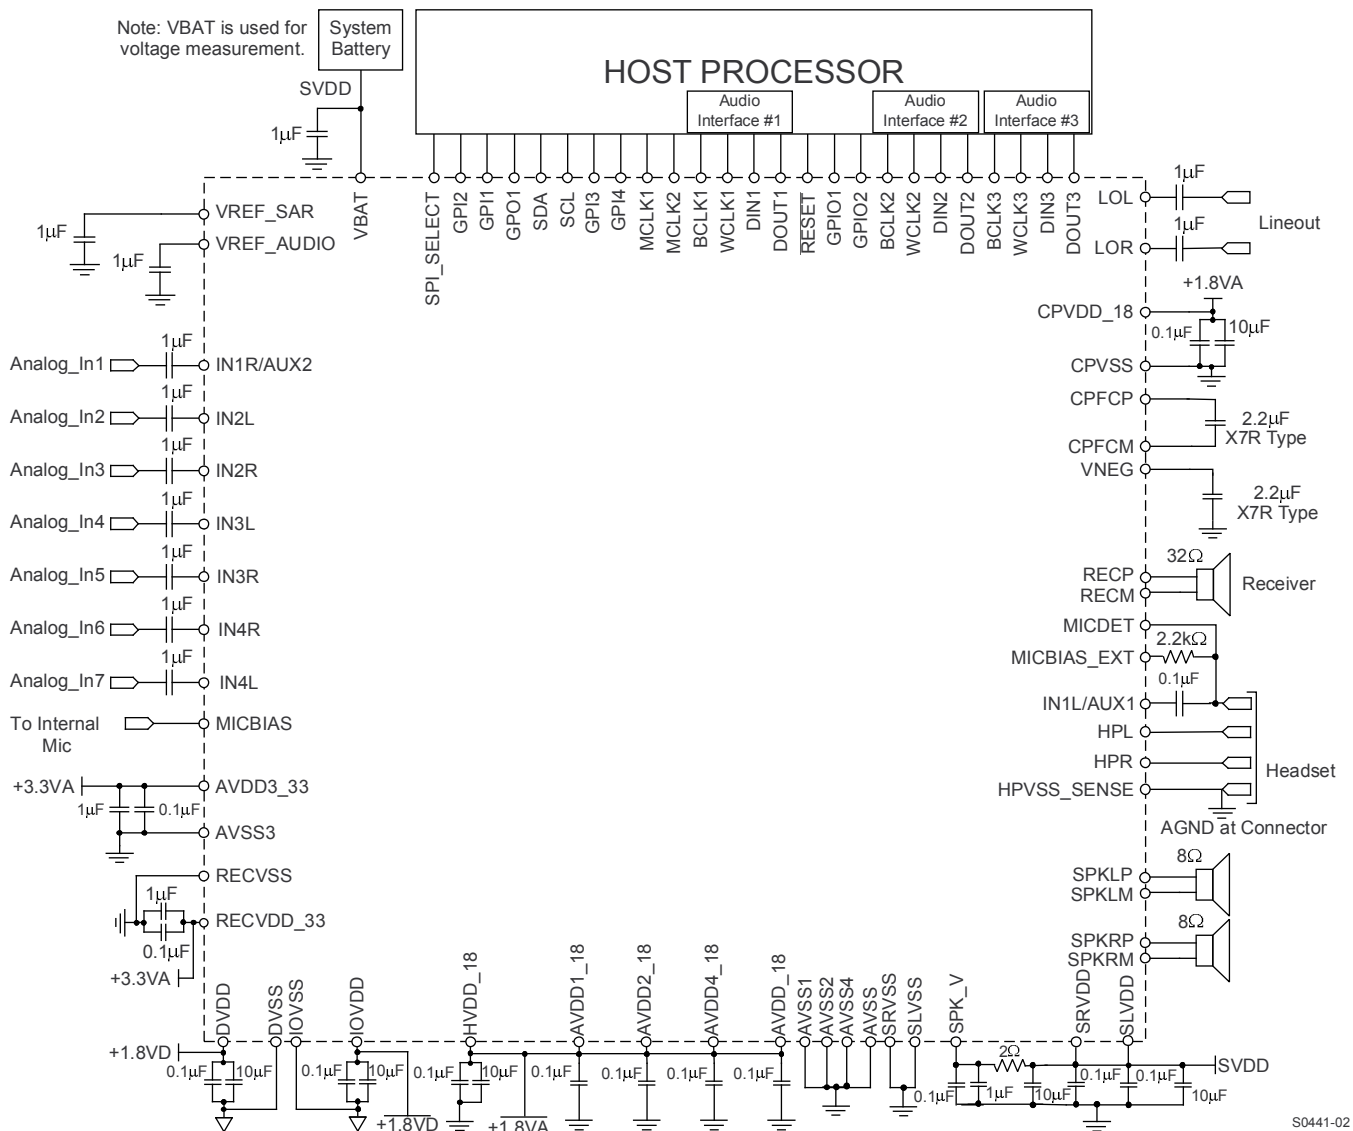 Note: VBAT is used for
voltage measurement.
System
Battery
HOST PROCESSOR
Audio
Interface #1
Audio
Interface #2
Audio
Interface #3
SVDD
1μF
VBAT
SPI_SELECT
GPI2
GPI1
GPO1
SDA
SCL
GPI3
GPI4
MCLK1
MCLK2
BCLK1
WCLK1
DIN1
DOUT1
RESET
GPIO1
GPIO2
BCLK2
WCLK2
DIN2
DOUT2
BCLK3
WCLK3
DIN3
DOUT3
VREF_SAR
1μF
VREF_AUDIO
1μF
1μF
Analog_In1
IN1R/AUX2
1μF
Analog_In2
IN2L
1μF
Analog_In3
IN2R
1μF
Analog_In4
IN3L
1μF
Analog_In5
IN3R
1μF
Analog_In6
IN4R
1μF
Analog_In7
IN4L
To Internal
Mic
MICBIAS
+3.3VA
AVDD3_33
1μF
0.1μF
AVSS3
RECVSS
1μF
RECVDD_33
0.1μF
+3.3VA
LOL
1μF
Lineout
LOR
1μF
+1.8VA
CPVDD_18
0.1μF
10μF
CPVSS
CPFCP
2.2μF
X7R Type
CPFCM
VNEG
2.2μF
X7R Type
32Ω
RECP
RECM
Receiver
MICDET
2.2kΩ
MICBIAS_EXT
0.1μF
IN1L/AUX1
HPL
HPR
HPVSS_SENSE
Headset
AGND at Connector
8Ω
SPKLP
SPKLM
8Ω
SPKRP
SPKRM
DVDD
DVSS
IOVSS
IOVDD
HVDD_18
AVDD1_18
AVDD2_18
AVDD4_18
AVDD_18
AVSS1
AVSS2
AVSS4
AVSS
SRVSS
SLVSS
SPK_V
SRVDD
SLVDD
+1.8VD
0.1μF
10μF
0.1μF
10μF
+1.8VD
0.1μF
10μF
+1.8VA
0.1μF
0.1μF
0.1μF
0.1μF
2Ω
SVDD
0.1μF
1μF
10μF
0.1μF
0.1μF
10μF
S0441-02